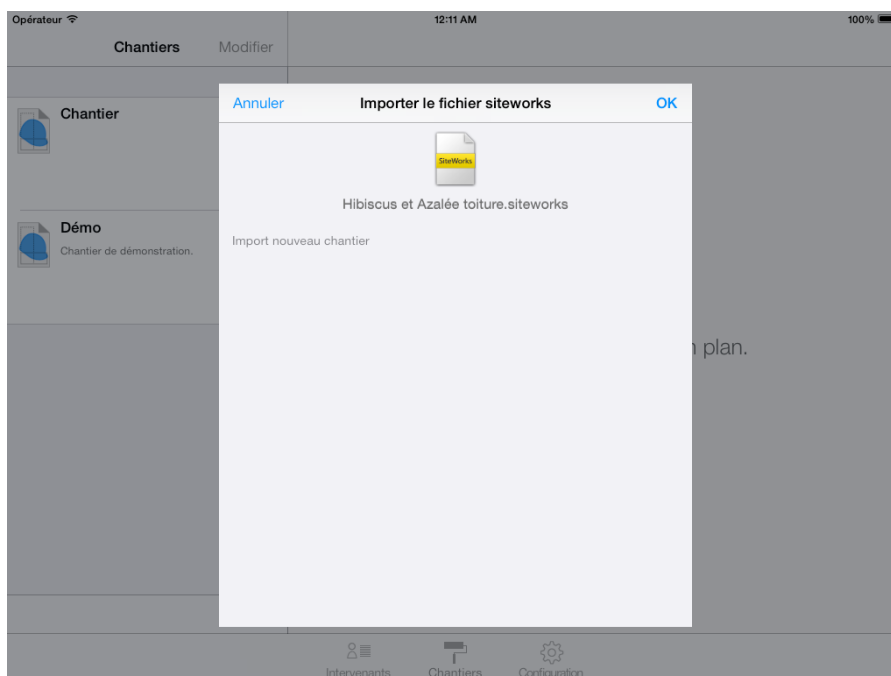 Opérateur 12:11 AM 100%
Chantiers Modifier
Annuler Importer le fichier siteworks OK
Chantier
SiteWorks
Hibiscus et Azalée toiture.siteworks
Démo
Import nouveau chantier
Chantier de démonstration.
plan.
Intervenants Chantiers Configuration